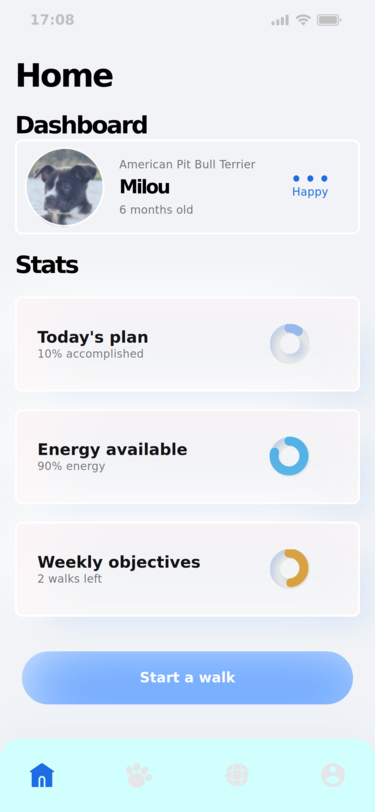 17:08
Home
Dashboard
American Pit Bull Terrier
Milou
6 months old
Happy
Stats
Today's plan
10% accomplished
Energy available
90% energy
Weekly objectives
2 walks left
Start a walk